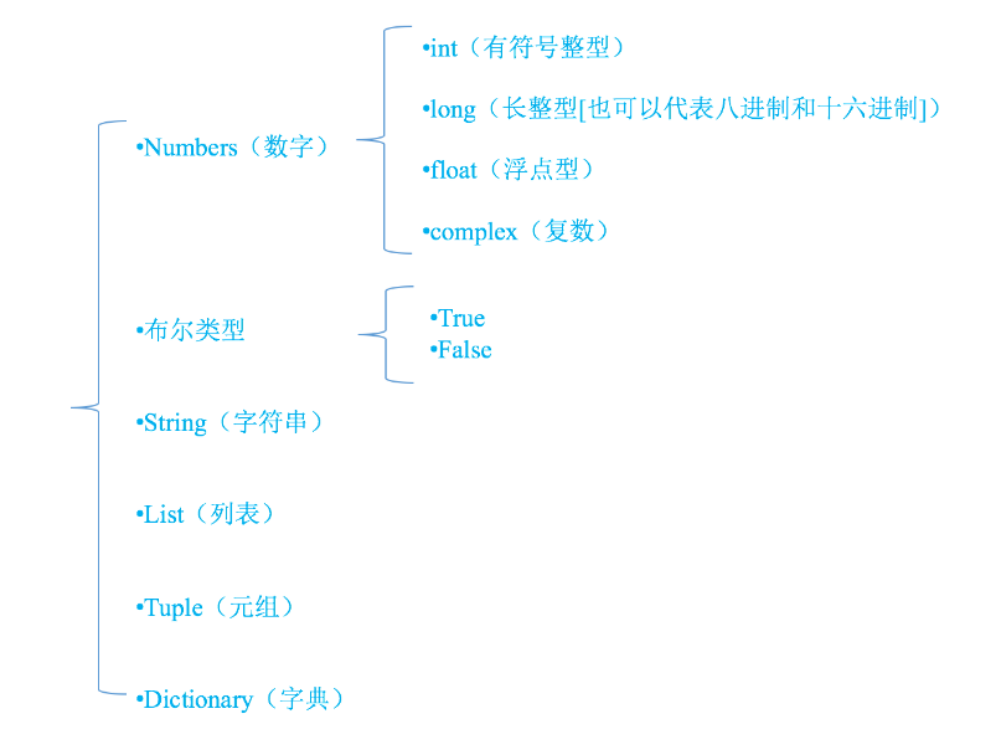 •Numbers（数字）
•int（有符号整型）
•long（长整型[也可以代表八进制和十六进制]）
•float（浮点型）
•complex（复数）
•布尔类型
•True
•False
•String（字符串）
•List（列表）
•Tuple（元组）
•Dictionary（字典）